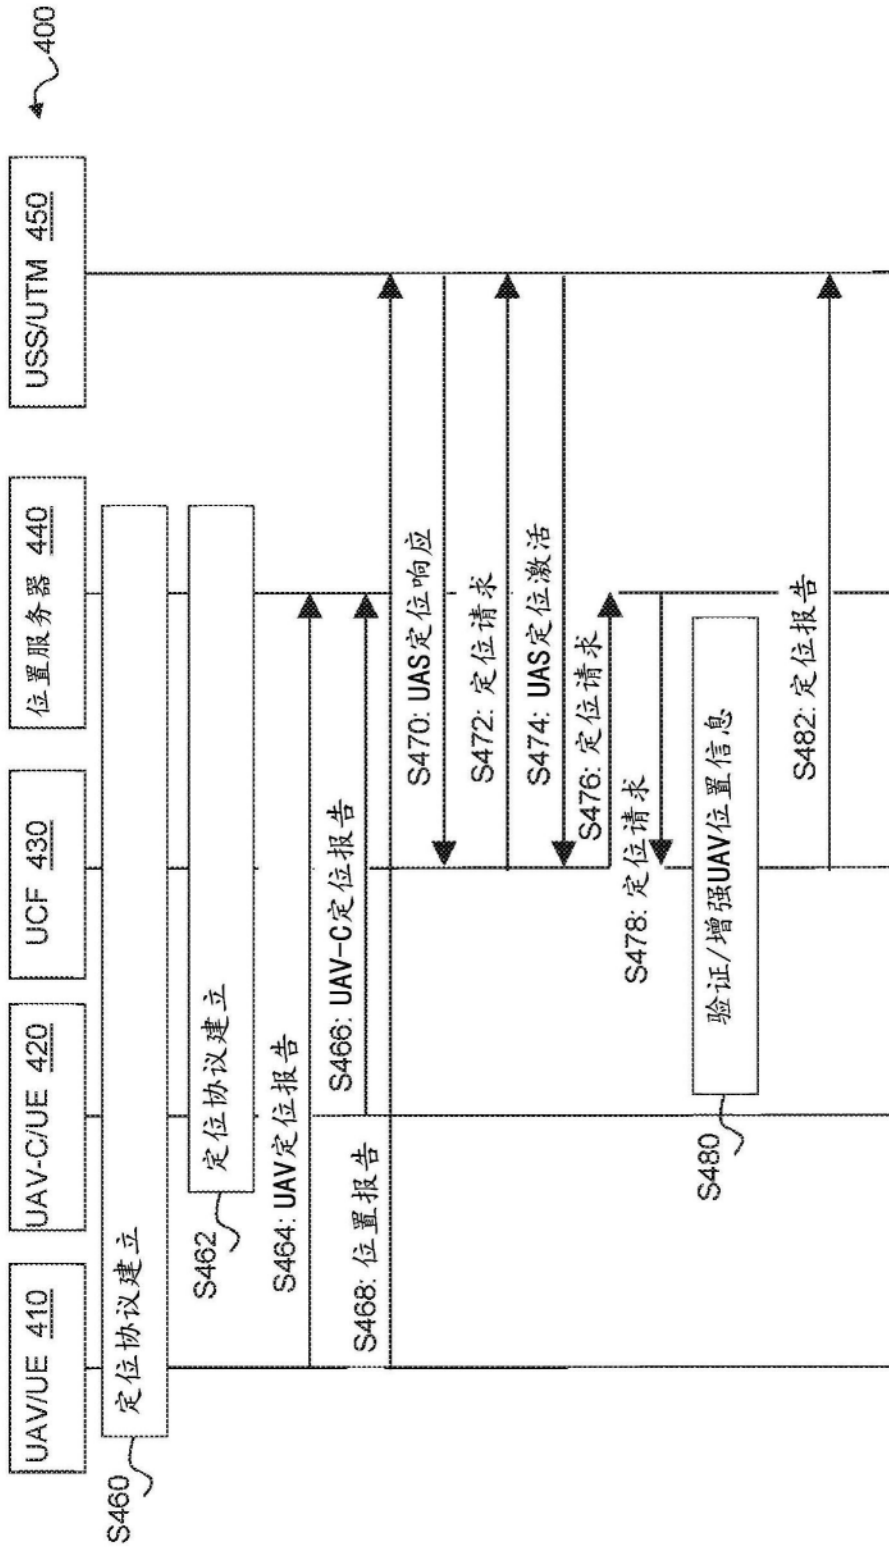 400
UAV/UE 410
UAV-C/UE 420
UCF 430
位置服务器 440
USS/UTM 450
S460
定位协议建立
S462
定位协议建立
S464: UAV定位报告
S466: UAV-C定位报告
S468: 位置报告
S470: UAS定位响应
S472: 定位请求
S474: UAS定位激活
S476: 定位请求
S478: 定位请求
S480
验证/增强UAV位置信息
S482: 定位报告